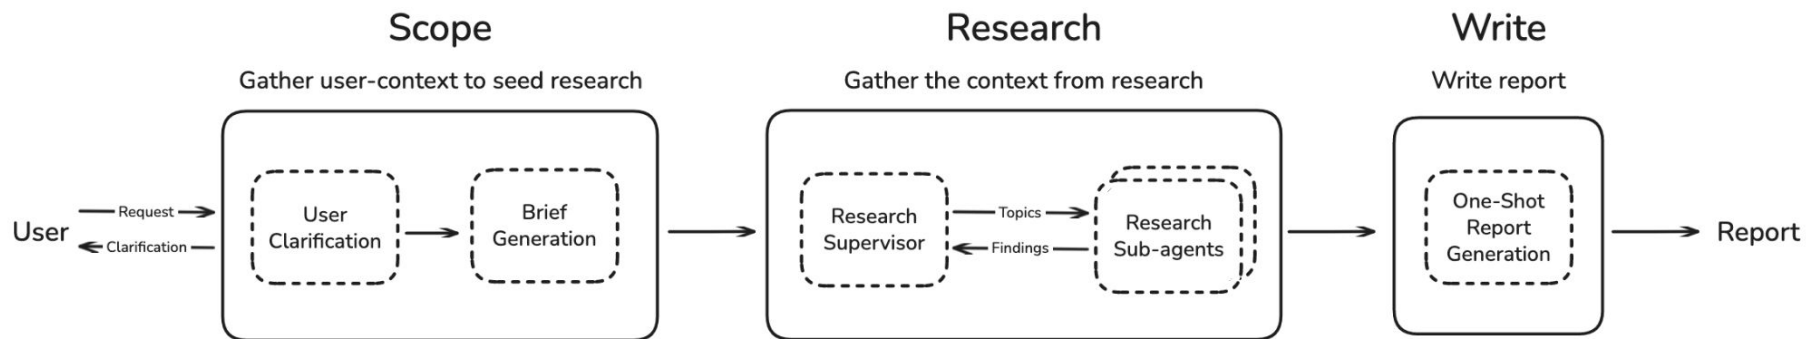 Scope
Research
Write
Gather user-context to seed research
Gather the context from research
Write report
User
Request
Clarification
User
Clarification
Brief
Generation
Research
Supervisor
Topics
Findings
Research
Sub-agents
One-Shot
Report
Generation
Report